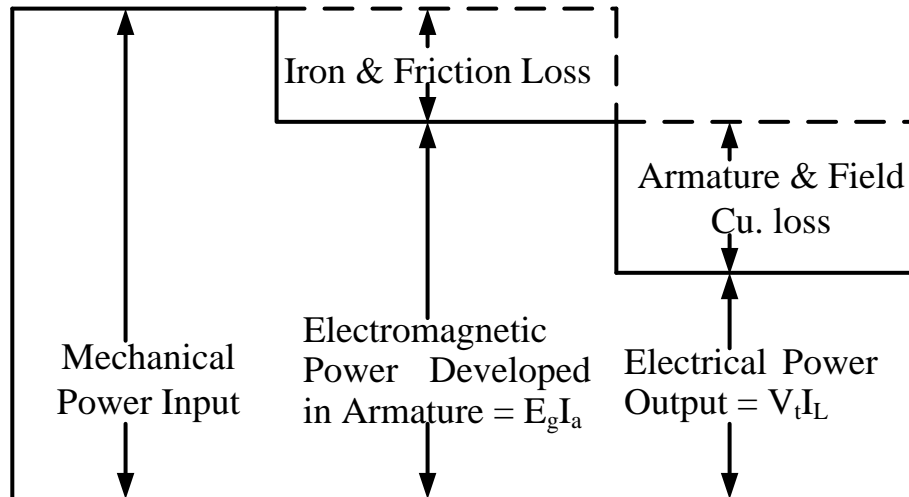 Iron & Friction Loss
Armature & Field
Cu. loss
Mechanical
Power Input
Electromagnetic
Power Developed
in Armature = EgIa
Electrical Power
Output = VtIL